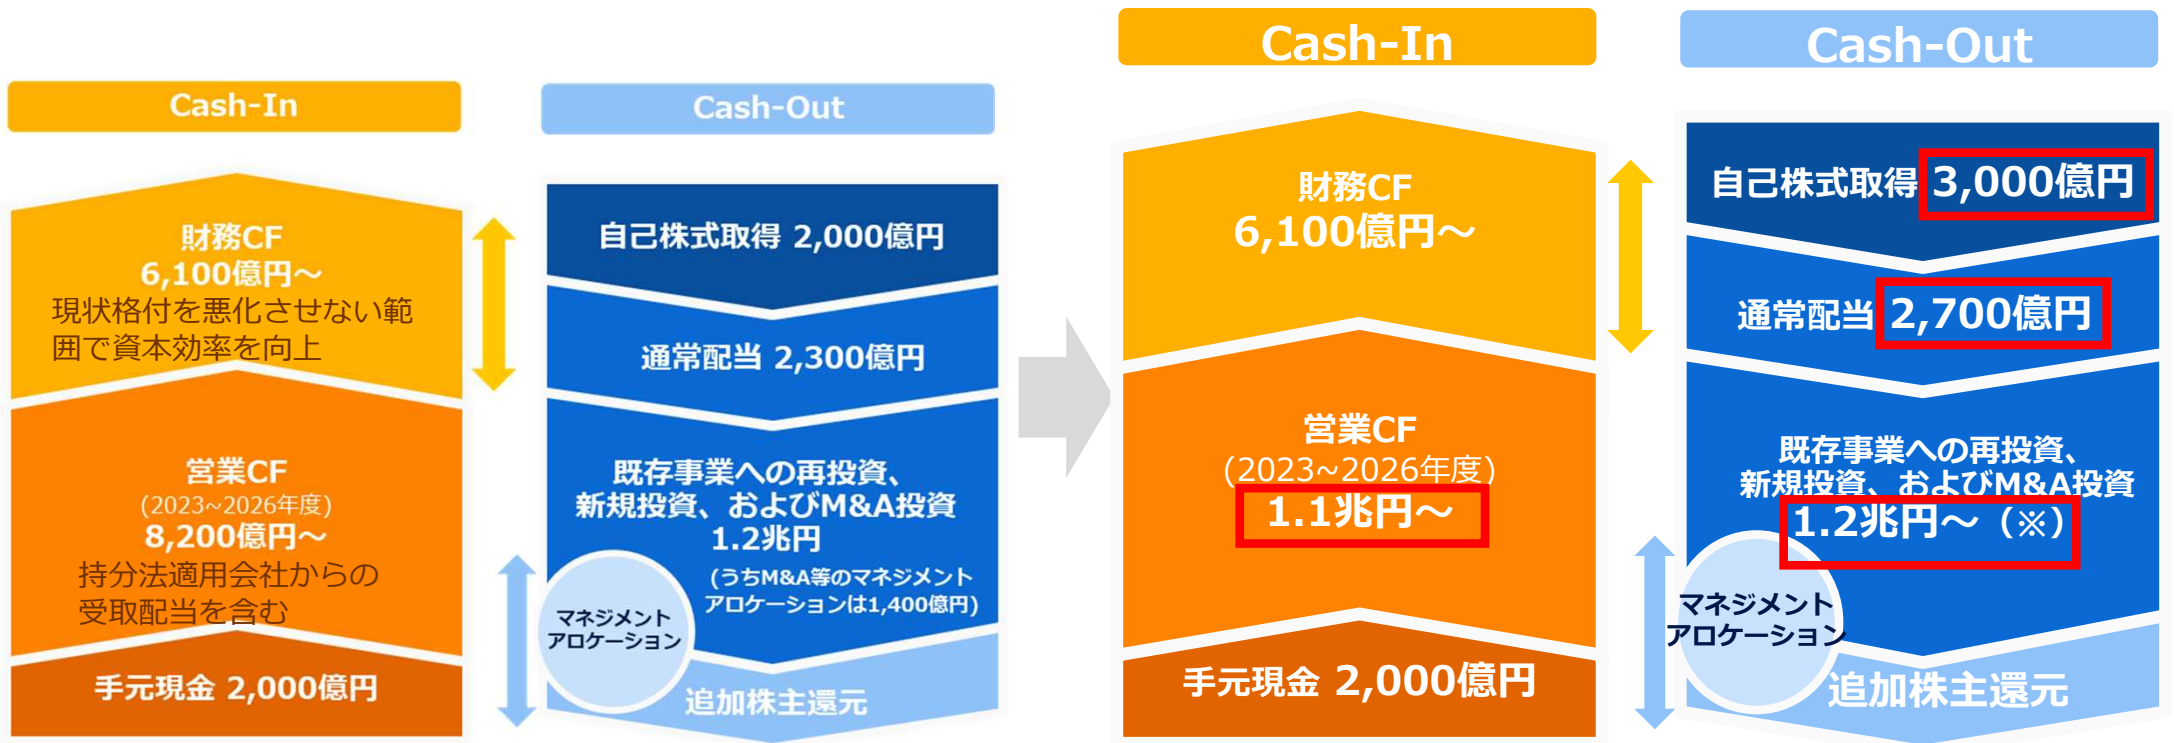 Cash-In
財務CF
6,100億円～
現状格付を悪化させない範
囲で資本効率を向上
営業CF
(2023~2026年度)
8,200億円～
持分法適用会社からの
受取配当を含む
手元現金 2,000億円
Cash-Out
自己株式取得 2,000億円
通常配当 2,300億円
既存事業への再投資、
新規投資、およびM&A投資
1.2兆円
(うちM&A等のマネジメント
アロケーションは1,400億円)
マネジメント
アロケーション
追加株主還元
Cash-In
財務CF
6,100億円～
営業CF
(2023~2026年度)
1.1兆円～
手元現金 2,000億円
Cash-Out
自己株式取得 3,000億円
通常配当 2,700億円
既存事業への再投資、
新規投資、およびM&A投資
1.2兆円～（※）
マネジメント
アロケーション
追加株主還元